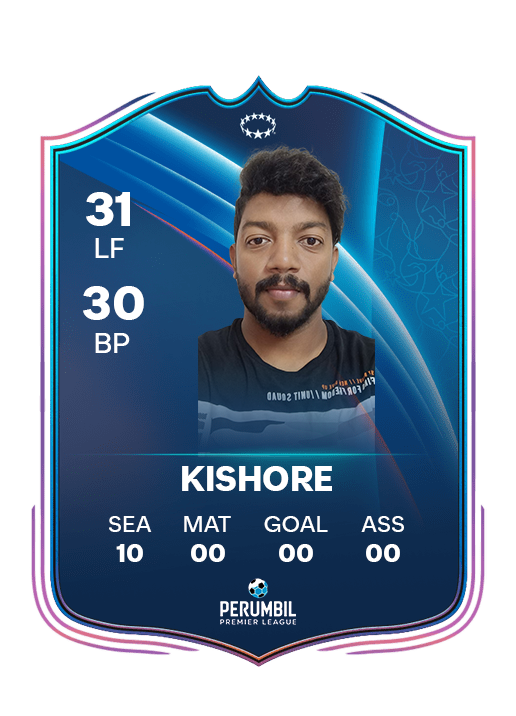 31
LF
30
BP
KISHORE
SEA MAT GOAL ASS
10 00 00 00
PERUMBIL
PREMIER LEAGUE